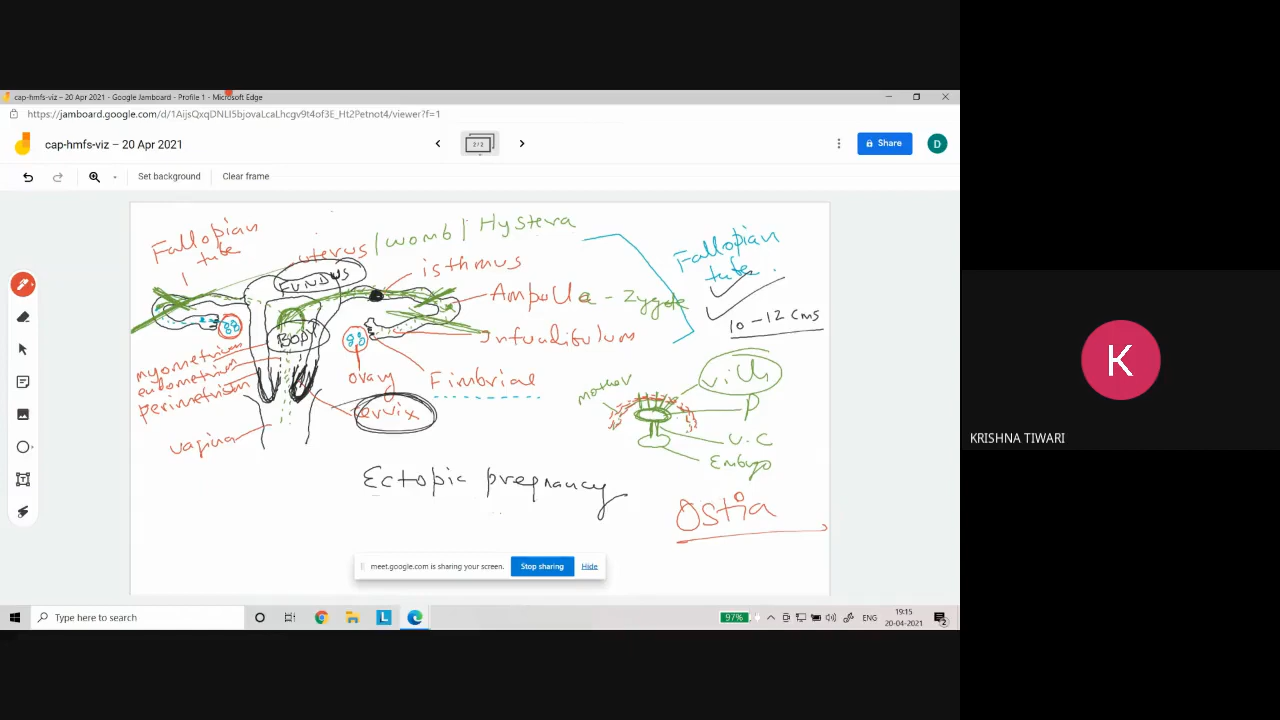 cap-hmfs-viz – 20 Apr 2021 - Google Jamboard - Profile 1 - Microsoft Edge
cap-hmfs-viz – 20 Apr 2021
2/2
Share
D
Set background
Clear frame
Fallopian
tube
uterus / womb / Hystera
FUNDUS
isthmus
Ampulla - Zygote
Infundibulum
BODY
myometrium
endometrium
perimetrium
ovary
Fimbriae
cervix
vagina
Fallopian
tube
10-12 cms
mother
villi
P
U.C
Embryo
Ectopic pregnancy
Ostia
meet.google.com is sharing your screen.
Stop sharing
Hide
K
KRISHNA TIWARI
Type here to search
L
97%
ENG
19:15
20-04-2021
2